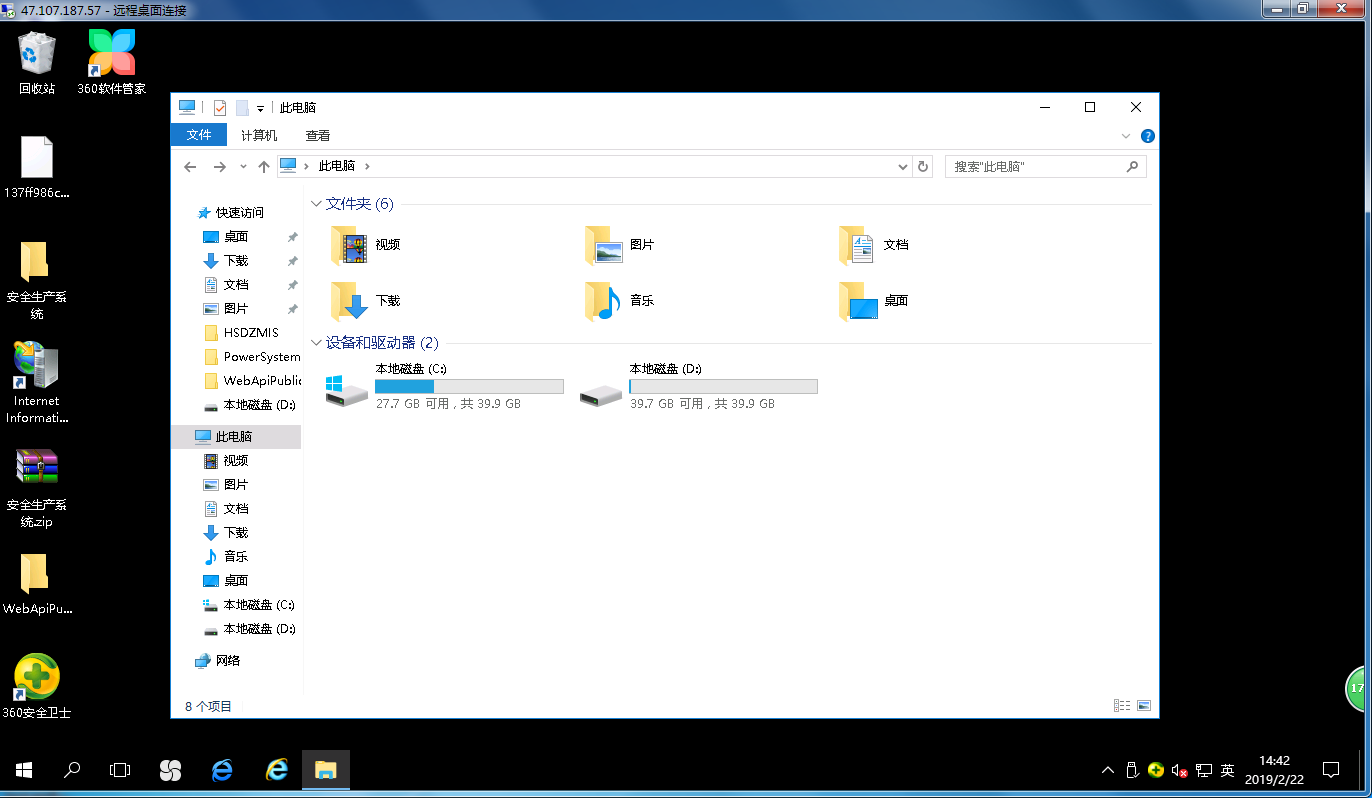 47.107.187.57 - 远程桌面连接
回收站
360软件管家
137ff986c...
安全生产系
统
Internet
Informati...
安全生产系
统.zip
WebApiPu...
360安全卫士
此电脑
文件
计算机
查看
此电脑
搜索"此电脑"
快速访问
桌面
下载
文档
图片
HSDZMIS
PowerSystem
WebApiPublic
本地磁盘 (D:)
此电脑
视频
图片
文档
下载
音乐
桌面
本地磁盘 (C:)
本地磁盘 (D:)
网络
文件夹 (6)
视频
图片
文档
下载
音乐
桌面
设备和驱动器 (2)
本地磁盘 (C:)
27.7 GB 可用，共 39.9 GB
本地磁盘 (D:)
39.7 GB 可用，共 39.9 GB
8 个项目
17
英
14:42
2019/2/22